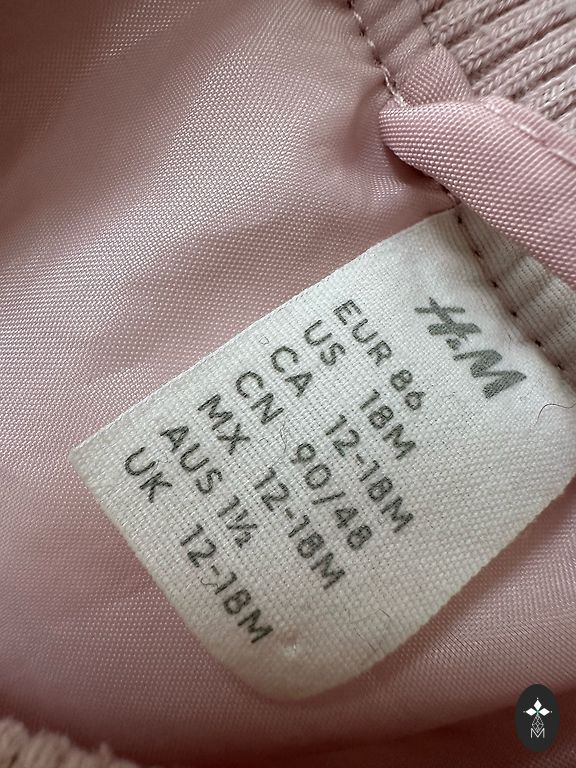 H&M
EUR 86
US 18M
CA 12-18M
CN 90/48
MX 12-18M
AUS 1½
UK 12-18M
M